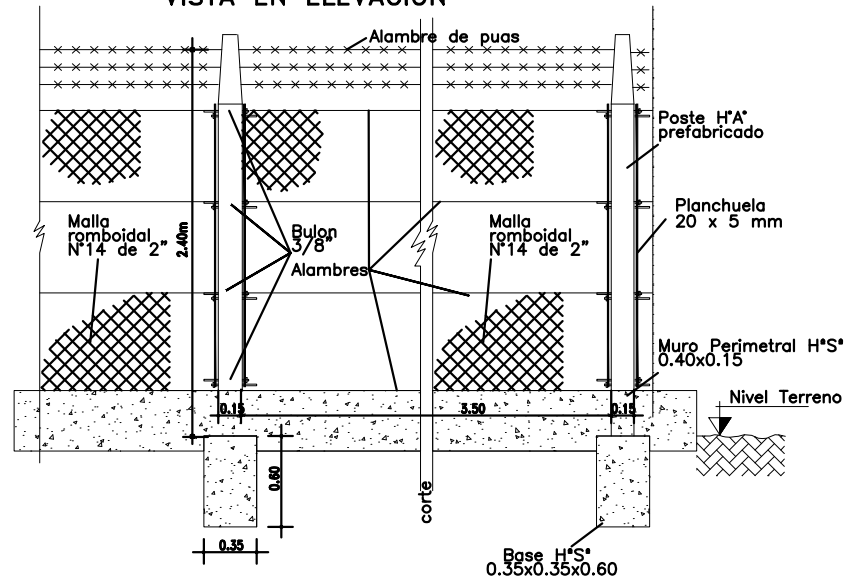 VISTA EN ELEVACION
Alambre de puas
Poste H°A°
prefabricado
Planchuela
20 x 5 mm
2.40m
Malla
romboidal
N°14 de 2"
Bulon
3/8"
Alambres
Malla
romboidal
N°14 de 2"
Muro Perimetral H°S°
0.40x0.15
Nivel Terreno
0.15
3.50
0.15
0.60
corte
0.35
Base H°S°
0.35x0.35x0.60